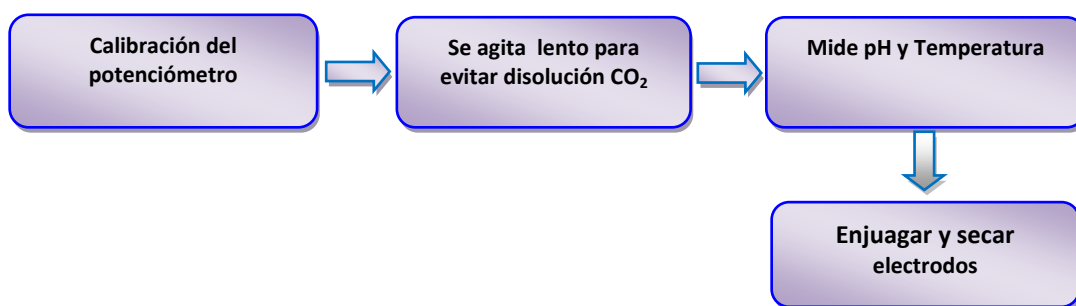 Calibración del
potenciómetro
Se agita lento para
evitar disolución CO₂
Mide pH y Temperatura
Enjuagar y secar
electrodos